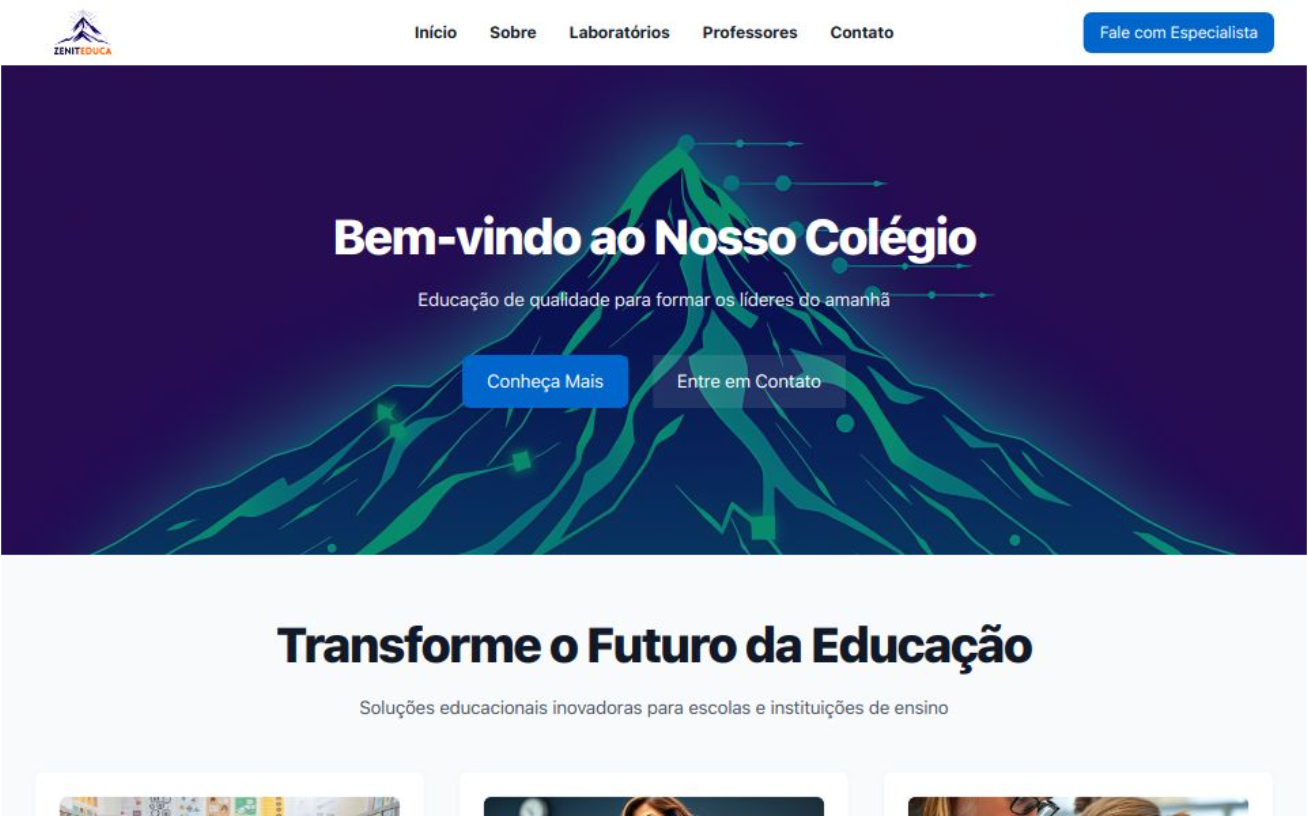 ZENITEDUCA
Início
Sobre
Laboratórios
Professores
Contato
Fale com Especialista
Bem-vindo ao Nosso Colégio
Educação de qualidade para formar os líderes do amanhã
Conheça Mais
Entre em Contato
Transforme o Futuro da Educação
Soluções educacionais inovadoras para escolas e instituições de ensino